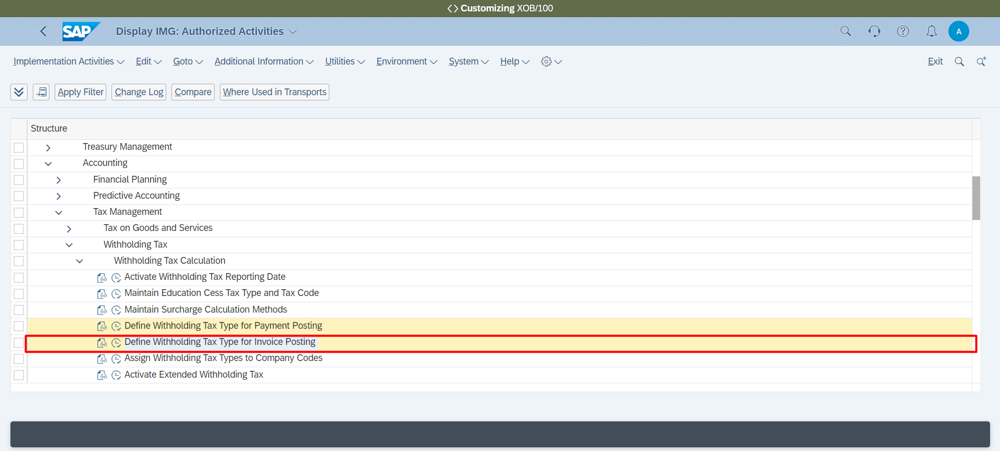 Customizing XOB/100
SAP Display IMG: Authorized Activities A
Implementation Activities Edit Goto Additional Information Utilities Environment System Help Exit
Apply Filter Change Log Compare Where Used in Transports
Structure
Treasury Management
Accounting
Financial Planning
Predictive Accounting
Tax Management
Tax on Goods and Services
Withholding Tax
Withholding Tax Calculation
Activate Withholding Tax Reporting Date
Maintain Education Cess Tax Type and Tax Code
Maintain Surcharge Calculation Methods
Define Withholding Tax Type for Payment Posting
Define Withholding Tax Type for Invoice Posting
Assign Withholding Tax Types to Company Codes
Activate Extended Withholding Tax